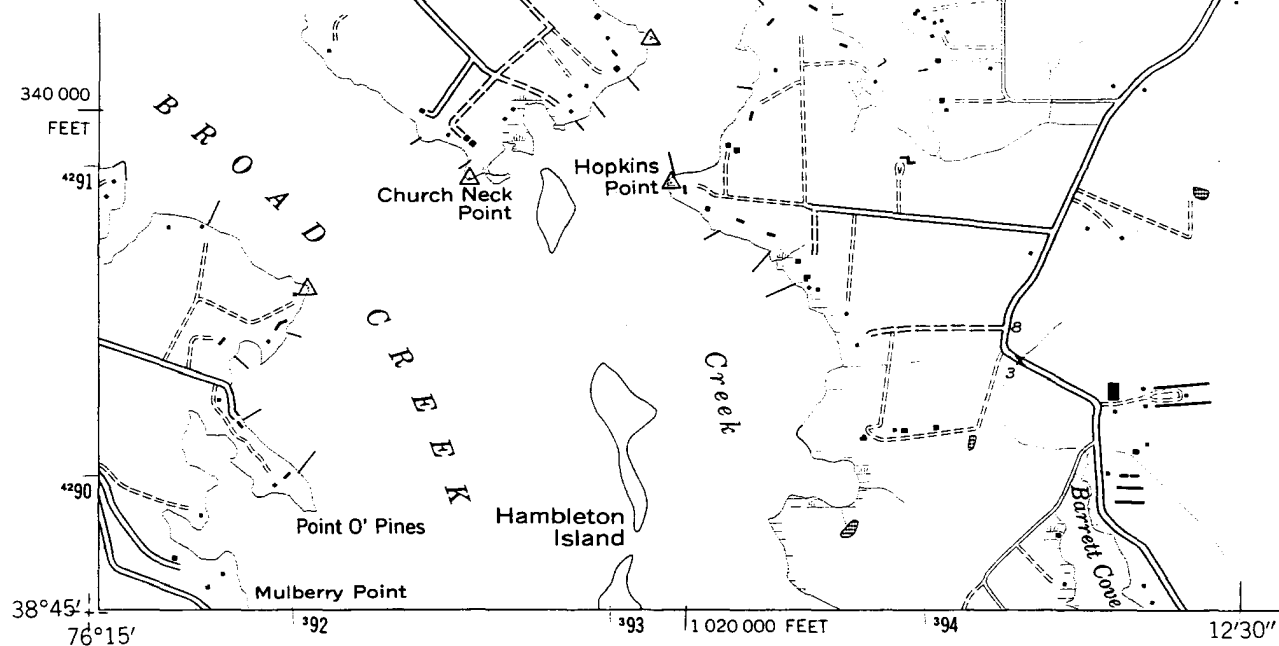 340 000
FEET
BROAD CREEK
4291
Church Neck
Point
Hopkins
Point
8
3
Creek
4290
Point O' Pines
Hambleton
Island
Barrett Cove
Mulberry Point
38°45'
76°15'
392
393
1 020 000 FEET
394
12'30"